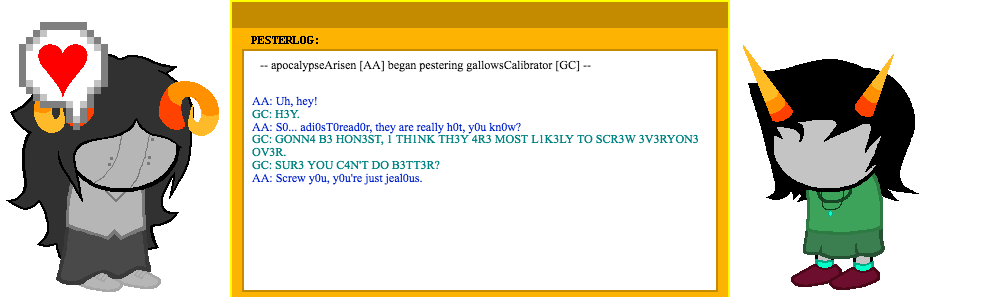 PESTERLOG:
-- apocalypseArisen [AA] began pestering gallowsCalibrator [GC] --
AA: Uh, hey!
GC: H3Y.
AA: S0... adi0sT0read0r, they are really h0t, y0u kn0w?
GC: G0NN4 B3 HON3ST, 1 TH1NK TH3Y 4R3 MOST L1K3LY TO SCR3W 3V3RYON3
OV3R.
GC: SUR3 YOU C4N'T DO B3TT3R?
AA: Screw y0u, y0u're just jeal0us.